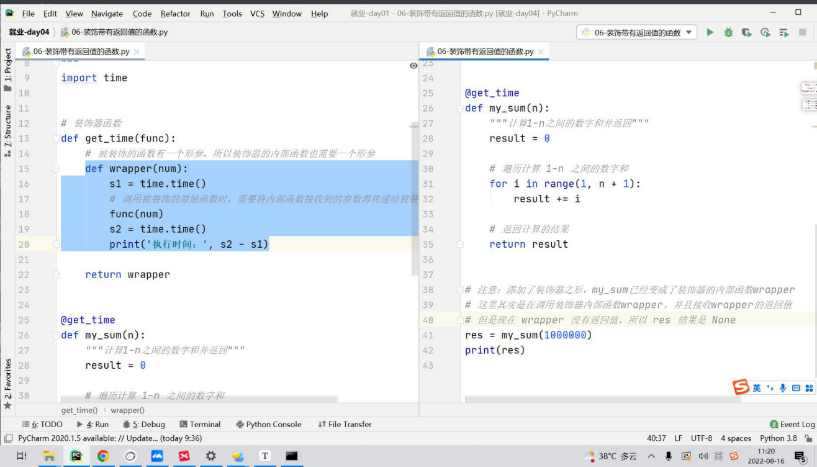 File Edit View Navigate Code Refactor Run Tools VCS Window Help 就业-day01 - 06-装饰带有返回值的函数.py [就业-day04] - PyCharm
就业-day04 06-装饰带有返回值的函数.py
06-装饰带有返回值的函数
06-装饰带有返回值的函数.py
06-装饰带有返回值的函数.py
1: Project
Z: Structure
2: Favorites
8 """
9 import time
10
11
12 # 装饰器函数
13 def get_time(func):
14 # 被装饰的函数有一个形参，所以装饰器的内部函数也需要一个形参
15 def wrapper(num):
16 s1 = time.time()
17 # 调用被装饰的原始函数时，需要将内部函数接收到的参数再传递给被装
18 func(num)
19 s2 = time.time()
20 print('执行时间：', s2 - s1)
21
22 return wrapper
23
24
25 @get_time
26 def my_sum(n):
27 """计算1-n之间的数字和并返回"""
28 result = 0
29
30 # 遍历计算 1-n 之间的数字和
get_time() wrapper()
23
24
25 @get_time
26 def my_sum(n):
27 """计算1-n之间的数字和并返回"""
28 result = 0
29
30 # 遍历计算 1-n 之间的数字和
31 for i in range(1, n + 1):
32 result += i
33
34 # 返回计算的结果
35 return result
36
37
38 # 注意：添加了装饰器之后，my_sum已经变成了装饰器的内部函数wrapper
39 # 这里其实是在调用装饰器内部函数wrapper，并且接收wrapper的返回值
40 # 但是现在 wrapper 没有返回值，所以 res 结果是 None
41 res = my_sum(1000000)
42 print(res)
43
英
6: TODO 4: Run 5: Debug Terminal Python Console File Transfer 2 Event Log
PyCharm 2020.1.5 available: // Update... (today 9:36) 40:37 LF UTF-8 4 spaces Python 3.8
38°C 多云 英 11:20
2022-08-16